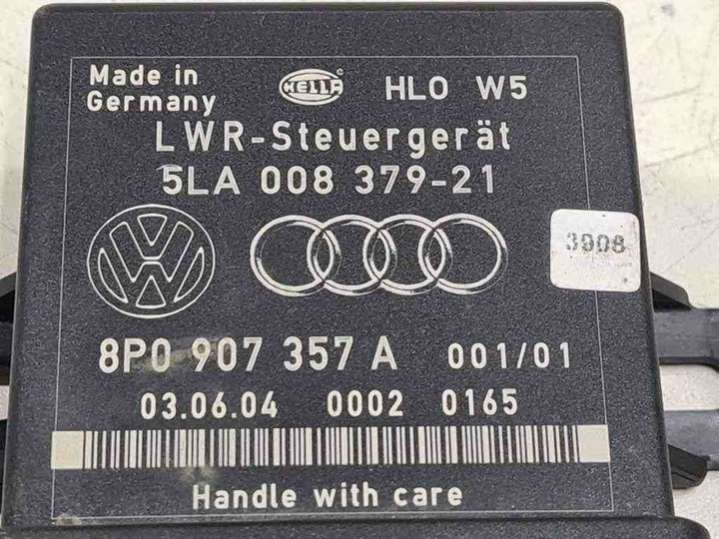 Made in
Germany
HELLA
HLO W5
LWR-Steuergerät
5LA 008 379-21
3908
8P0 907 357 A 001/01
03.06.04 0002 0165
Handle with care